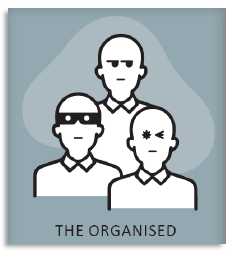 THE ORGANISED